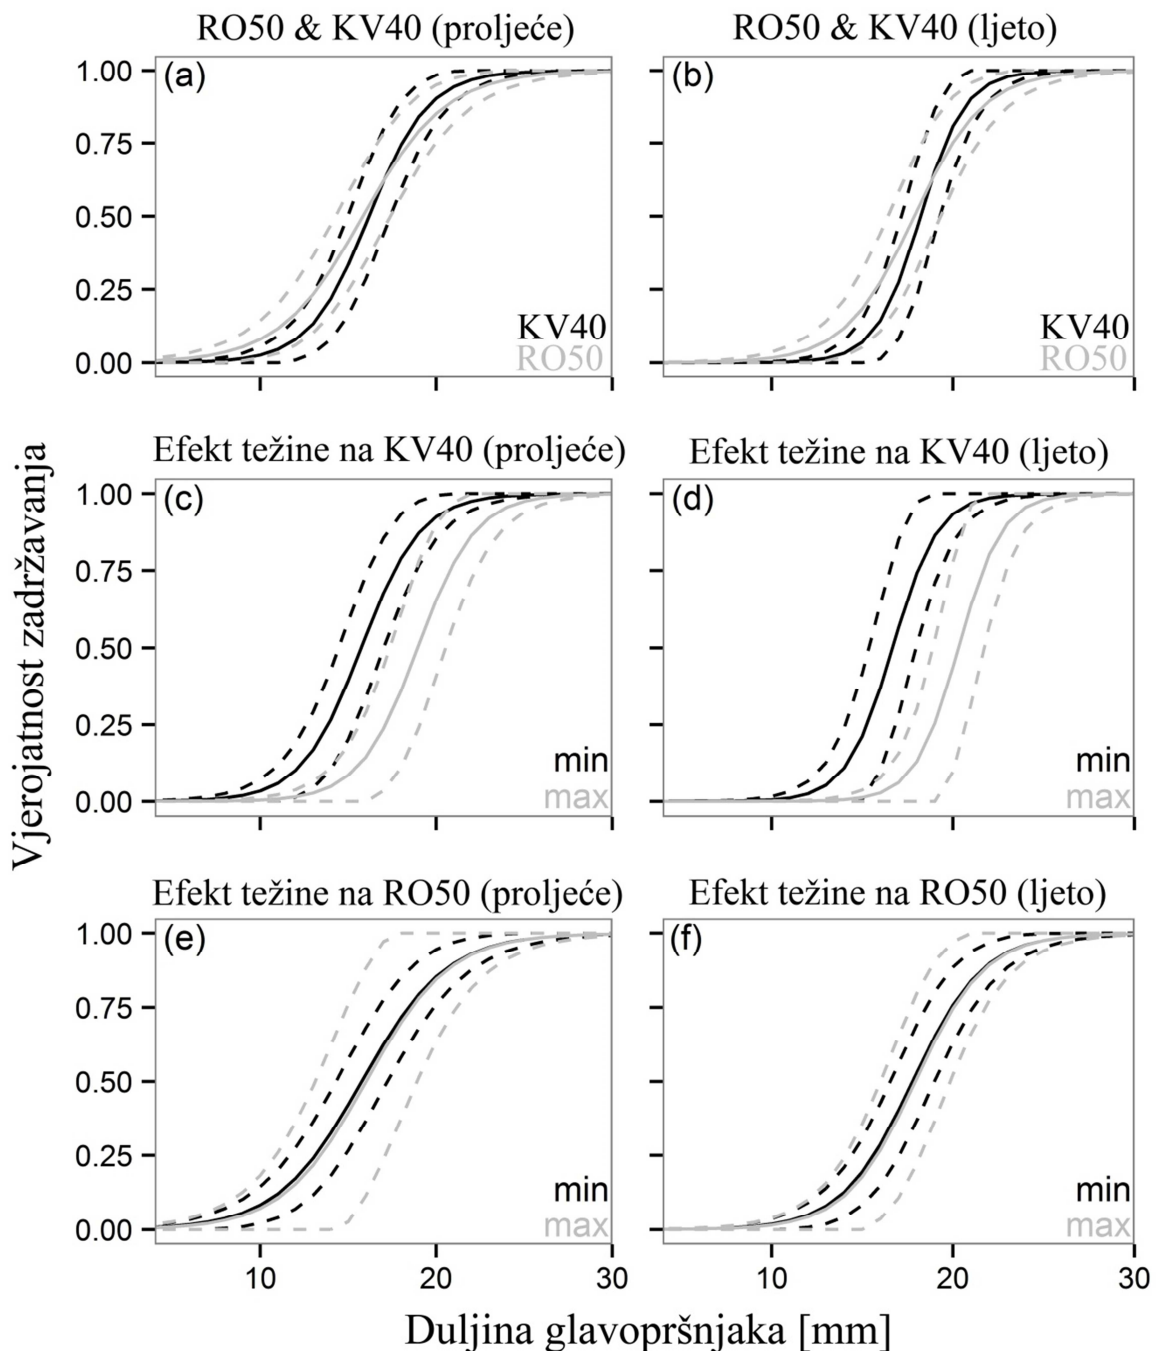 RO50 & KV40 (proljeće)
RO50 & KV40 (ljeto)
(a)
(b)
1.00
0.75
0.50
0.25
0.00
KV40
RO50
KV40
RO50
Efekt težine na KV40 (proljeće)
Efekt težine na KV40 (ljeto)
(c)
(d)
1.00
0.75
0.50
0.25
0.00
min
max
min
max
Vjerojatnost zadržavanja
Efekt težine na RO50 (proljeće)
Efekt težine na RO50 (ljeto)
(e)
(f)
1.00
0.75
0.50
0.25
0.00
min
max
min
max
10 20 30
10 20 30
Duljina glavopršnjaka [mm]